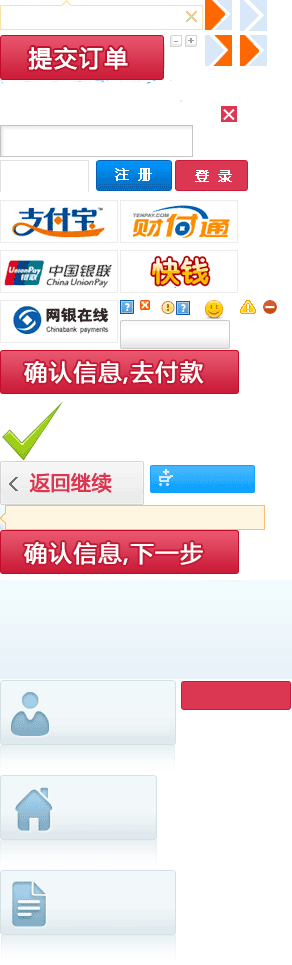 提交订单
注 册
登 录
支付宝
TENPAY.COM
财付通
UnionPay
银联
中国银联
China UnionPay
快钱
网银在线
Chinabank payments
确认信息,去付款
返回继续
确认信息,下一步